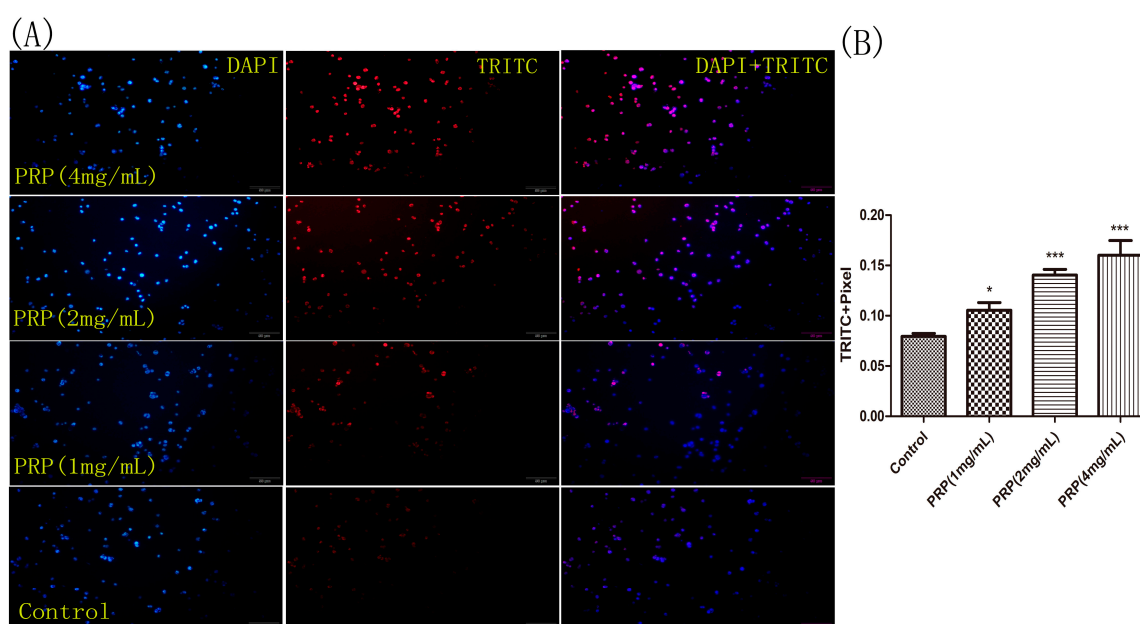 (A)
DAPI
TRITC
DAPI+TRITC
PRP(4mg/mL)
PRP(2mg/mL)
PRP(1mg/mL)
Control
(B)
TRITC+Pixel
0.20
0.15
0.10
0.05
0.00
*
***
***
Control
PRP(1mg/mL)
PRP(2mg/mL)
PRP(4mg/mL)